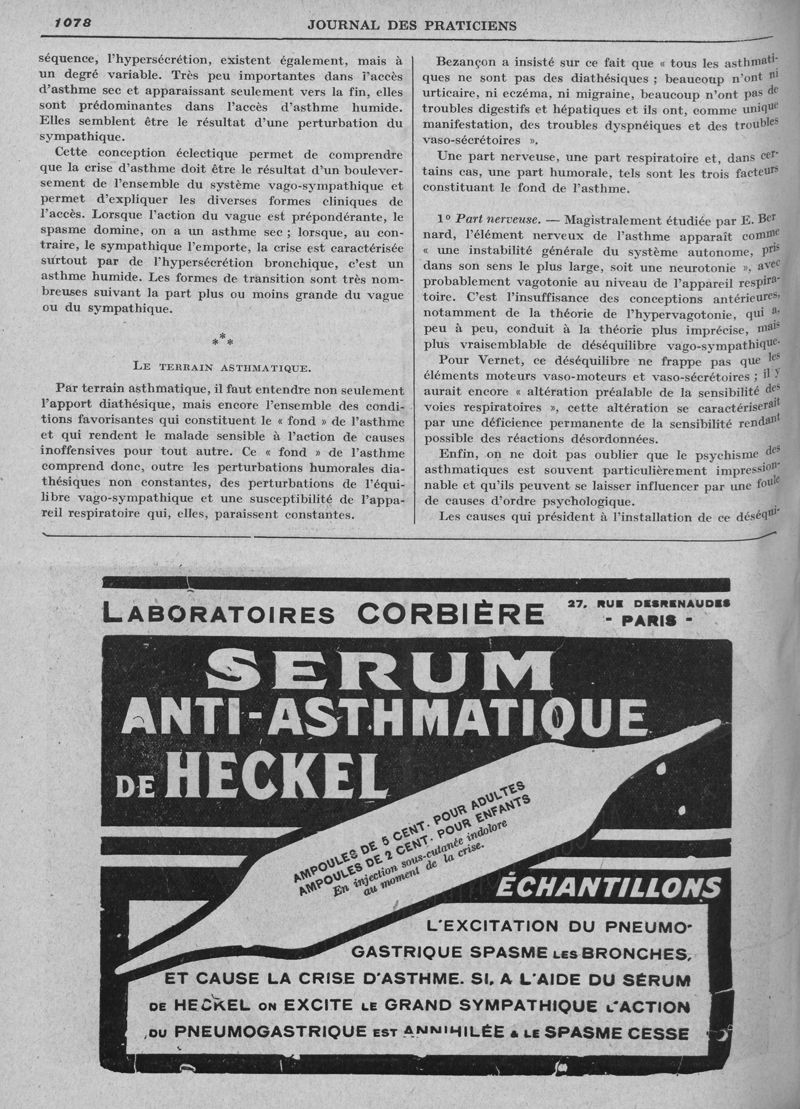 1078
JOURNAL DES PRATICIENS
séquence, l'hypersécrétion, existent également, mais à
un degré variable. Très peu importantes dans l'accès
d'asthme sec et apparaissant seulement vers la fin, elles
sont prédominantes dans l'accès d'asthme humide.
Elles semblent être le résultat d'une perturbation du
sympathique.
Cette conception éclectique permet de comprendre
que la crise d'asthme doit être le résultat d'un boulever-
sement de l'ensemble du système vago-sympathique et
permet d'expliquer les diverses formes cliniques de
l'accès. Lorsque l'action du vague est prépondérante, le
spasme domine, on a un asthme sec ; lorsque, au con-
traire, le sympathique l'emporte, la crise est caractérisée
surtout par de l'hypersécrétion bronchique, c'est un
asthme humide. Les formes de transition sont très nom-
breuses suivant la part plus ou moins grande du vague
ou du sympathique.
*
* *
LE TERRAIN ASTHMATIQUE.
Par terrain asthmatique, il faut entendre non seulement
l'apport diathésique, mais encore l'ensemble des condi-
tions favorisantes qui constituent le « fond » de l'asthme
et qui rendent le malade sensible à l'action de causes
inoffensives pour tout autre. Ce « fond » de l'asthme
comprend donc, outre les perturbations humorales dia-
thésiques non constantes, des perturbations de l'équi-
libre vago-sympathique et une susceptibilité de l'appa-
reil respiratoire qui, elles, paraissent constantes.
Bezançon a insisté sur ce fait que « tous les asthmati-
ques ne sont pas des diathésiques ; beaucoup n'ont ni
urticaire, ni eczéma, ni migraine, beaucoup n'ont pas de
troubles digestifs et hépatiques et ils ont, comme unique
manifestation, des troubles dyspnéiques et des troubles
vaso-sécrétoires ».
Une part nerveuse, une part respiratoire et, dans cer-
tains cas, une part humorale, tels sont les trois facteurs
constituant le fond de l'asthme.
1º Part nerveuse. — Magistralement étudiée par E. Ber
nard, l'élément nerveux de l'asthme apparaît comme
« une instabilité générale du système autonome, pris
dans son sens le plus large, soit une neurotonie », avec
probablement vagotonie au niveau de l'appareil respira-
toire. C'est l'insuffisance des conceptions antérieures,
notamment de la théorie de l'hypervagotonie, qui a,
peu à peu, conduit à la théorie plus imprécise, mais
plus vraisemblable de déséquilibre vago-sympathique.
Pour Vernet, ce déséquilibre ne frappe pas que les
éléments moteurs vaso-moteurs et vaso-sécrétoires ; il y
aurait encore « altération préalable de la sensibilité des
voies respiratoires », cette altération se caractériserait
par une déficience permanente de la sensibilité rendant
possible des réactions désordonnées.
Enfin, on ne doit pas oublier que le psychisme des
asthmatiques est souvent particulièrement impression-
nable et qu'ils peuvent se laisser influencer par une foule
de causes d'ordre psychologique.
Les causes qui président à l'installation de ce déséqui-
LABORATOIRES CORBIÈRE
27, RUE DESRENAUDES
- PARIS -
SERUM
ANTI-ASTHMATIQUE
DE HECKEL
AMPOULES DE 5 CENT. POUR ADULTES
AMPOULES DE 2 CENT. POUR ENFANTS
En injection sous-cutanée indolore
au moment de la crise.
ÉCHANTILLONS
L'EXCITATION DU PNEUMO-
GASTRIQUE SPASME LES BRONCHES,
ET CAUSE LA CRISE D'ASTHME. SI, A L'AIDE DU SÉRUM
DE HECKEL ON EXCITE LE GRAND SYMPATHIQUE L'ACTION
DU PNEUMOGASTRIQUE EST ANNIHILÉE & LE SPASME CESSE